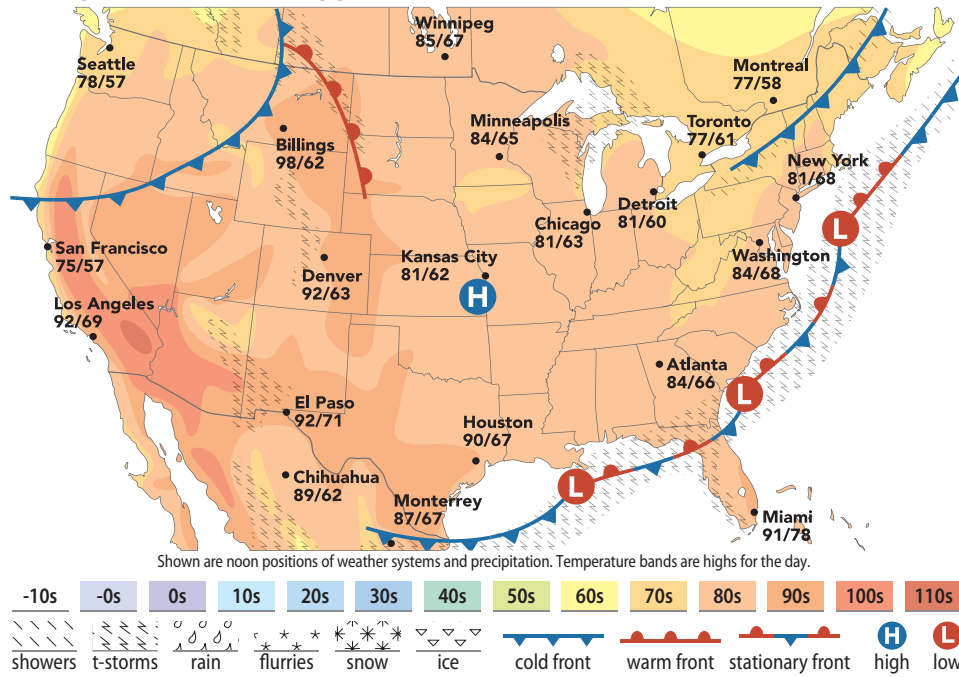 Winnipeg
85/67
Seattle
78/57
Montreal
77/58
Minneapolis
84/65
Toronto
77/61
Billings
98/62
New York
81/68
Detroit
81/60
Chicago
81/63
San Francisco
75/57
Kansas City
81/62
Washington
84/68
Denver
92/63
L
H
Los Angeles
92/69
Atlanta
84/66
L
El Paso
92/71
Houston
90/67
Chihuahua
89/62
L
Monterrey
87/67
Miami
91/78
Shown are noon positions of weather systems and precipitation. Temperature bands are highs for the day.
-10s -0s 0s 10s 20s 30s 40s 50s 60s 70s 80s 90s 100s 110s
H L
showers t-storms rain flurries snow ice cold front warm front stationary front high low